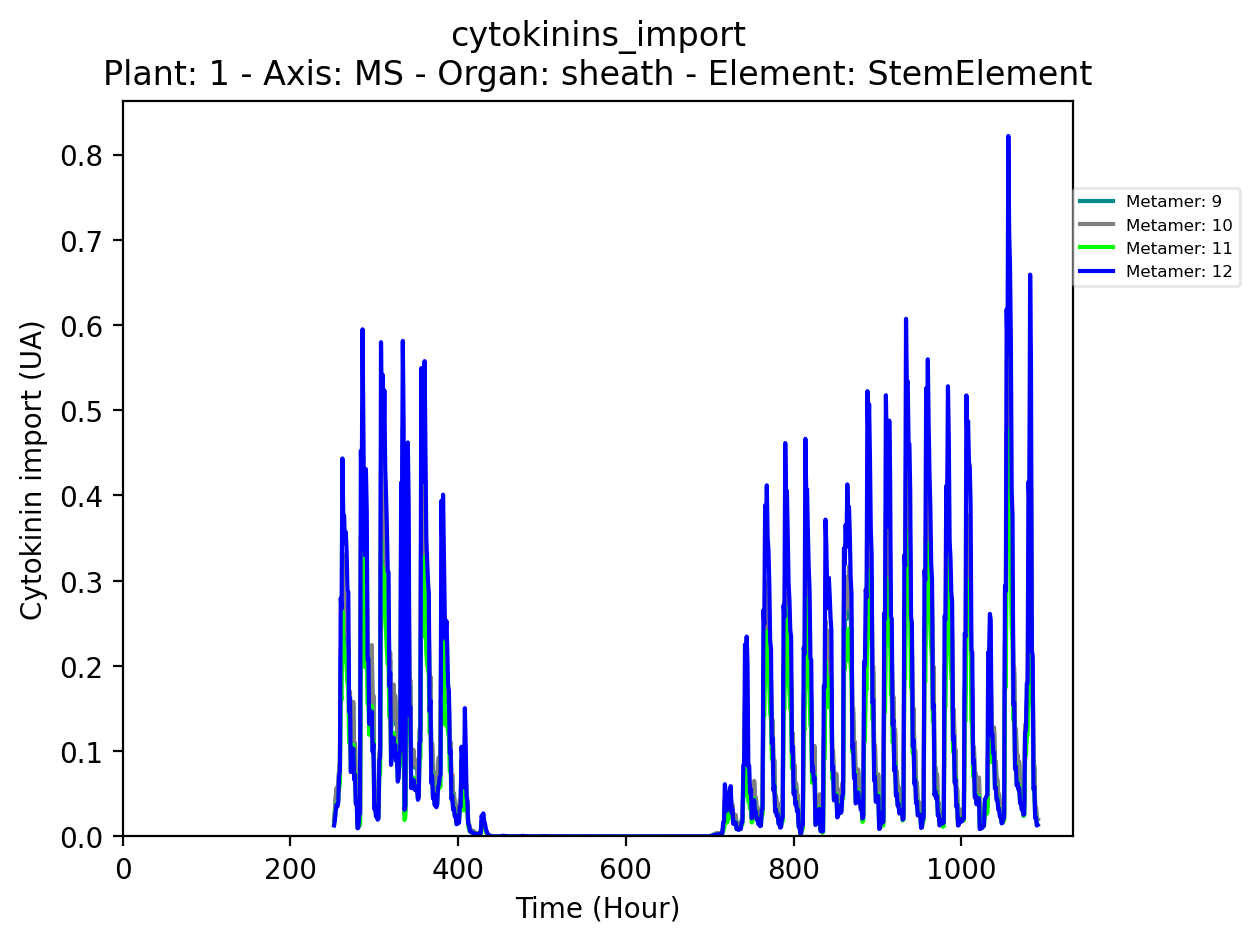 cytokinins_import
Plant: 1 - Axis: MS - Organ: sheath - Element: StemElement
0.8
0.7
0.6
0.5
0.4
0.3
0.2
0.1
0.0
Cytokinin import (UA)
Metamer: 9
Metamer: 10
Metamer: 11
Metamer: 12
0 200 400 600 800 1000
Time (Hour)